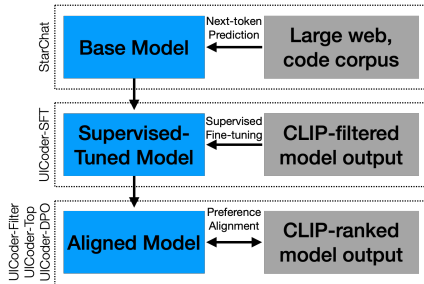 StarChat
Base Model
Next-token
Prediction
Large web,
code corpus
UICoder-SFT
Supervised-
Tuned Model
Supervised
Fine-tuning
CLIP-filtered
model output
UICoder-Filter
UICoder-Top
UICoder-DPO
Aligned Model
Preference
Alignment
CLIP-ranked
model output